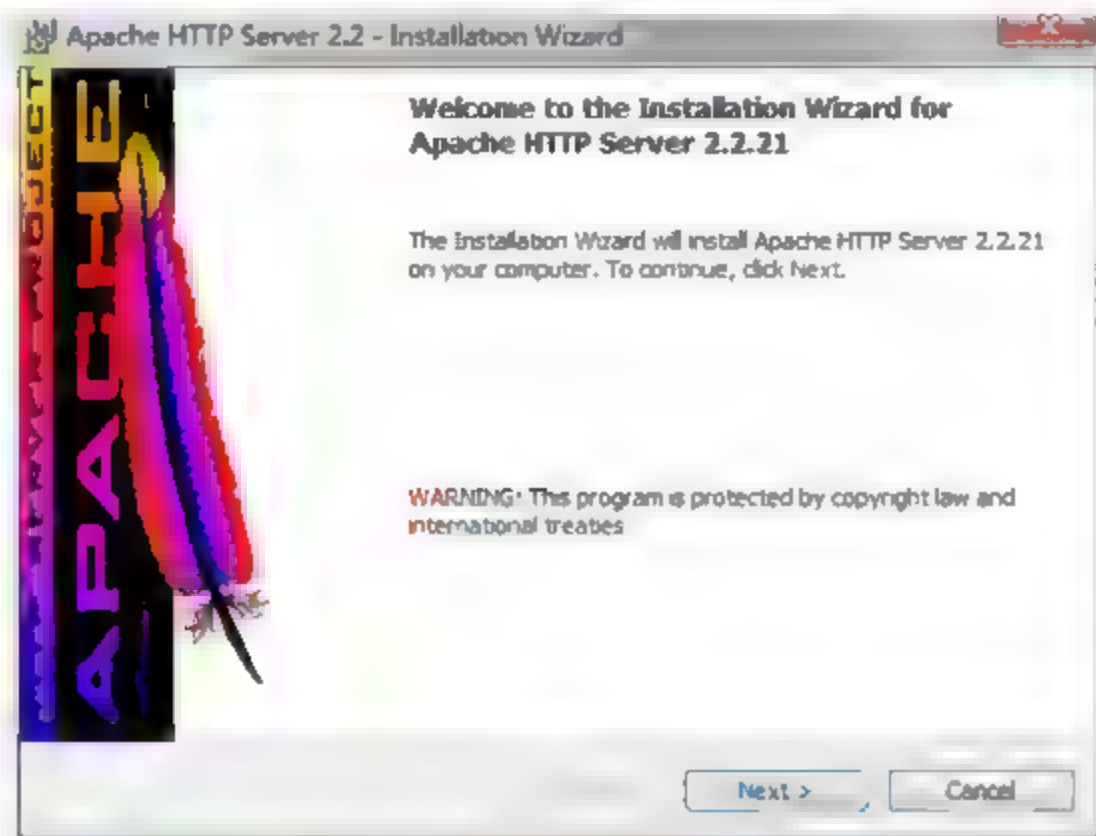 Apache HTTP Server 2.2 - Installation Wizard
Welcome to the Installation Wizard for
Apache HTTP Server 2.2.21
The Installation Wizard will install Apache HTTP Server 2.2.21
on your computer. To continue, click Next.
WARNING: This program is protected by copyright law and
international treaties
APACHE
PROJECT
Next >
Cancel